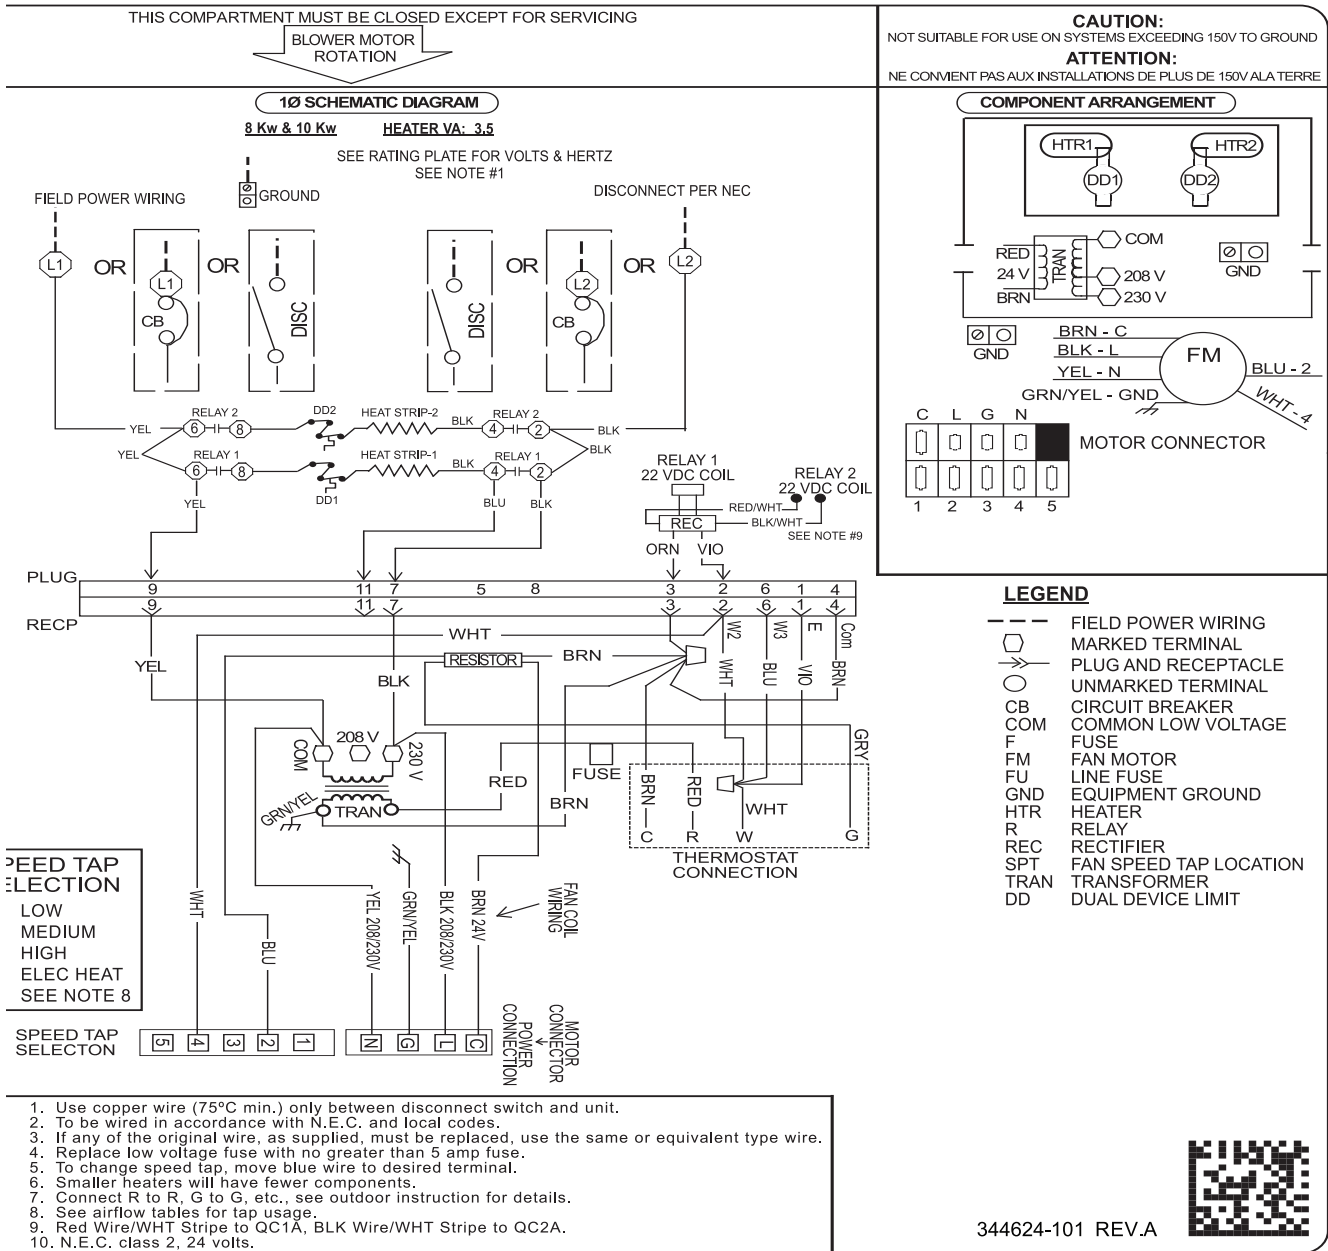 THIS COMPARTMENT MUST BE CLOSED EXCEPT FOR SERVICING
BLOWER MOTOR
ROTATION
CAUTION:
NOT SUITABLE FOR USE ON SYSTEMS EXCEEDING 150V TO GROUND
ATTENTION:
NE CONVIENT PAS AUX INSTALLATIONS DE PLUS DE 150V ALA TERRE
1Ø SCHEMATIC DIAGRAM
8 Kw & 10 Kw HEATER VA: 3.5
SEE RATING PLATE FOR VOLTS & HERTZ
SEE NOTE #1
GROUND
FIELD POWER WIRING
DISCONNECT PER NEC
L1 OR L1 CB OR DISC
DISC OR L2 CB OR L2
YEL 6 RELAY 2 8 DD2 HEAT STRIP-2 BLK 4 RELAY 2 2 BLK
YEL 6 RELAY 1 8 DD1 HEAT STRIP-1 BLK 4 RELAY 1 2 BLK
YEL BLU BLK
RELAY 1
22 VDC COIL
RELAY 2
22 VDC COIL
RED/WHT
REC BLK/WHT
SEE NOTE #9
ORN VIO
PLUG 9 11 7 5 8 3 2 6 1 4
RECP 9 11 7 3 2 6 1 4
WHT
W2 W3 E Com
YEL BLK RESISTOR BRN
WHT BLU VIO BRN
COM 208 V 230 V
GRN/YEL TRAN
RED FUSE BRN
GRY
BRN RED WHT
C R W G
THERMOSTAT
CONNECTION
PEED TAP
ELECTION
LOW
MEDIUM
HIGH
ELEC HEAT
SEE NOTE 8
WHT BLU YEL 208/230V GRN/YEL BLK 208/230V BRN 24V
FAN COIL
WIRING
SPEED TAP
SELECTON
5 4 3 2 1 N G L C
MOTOR
CONNECTOR
POWER
CONNECTION
COMPONENT ARRANGEMENT
HTR1 HTR2
DD1 DD2
RED
24 V
BRN
TRAN
COM
208 V
230 V
GND
GND
BRN - C
BLK - L
YEL - N
GRN/YEL - GND
FM
BLU - 2
WHT - 4
C L G N
MOTOR CONNECTOR
1 2 3 4 5
LEGEND
FIELD POWER WIRING
MARKED TERMINAL
PLUG AND RECEPTACLE
UNMARKED TERMINAL
CB CIRCUIT BREAKER
COM COMMON LOW VOLTAGE
F FUSE
FM FAN MOTOR
FU LINE FUSE
GND EQUIPMENT GROUND
HTR HEATER
R RELAY
REC RECTIFIER
SPT FAN SPEED TAP LOCATION
TRAN TRANSFORMER
DD DUAL DEVICE LIMIT
1. Use copper wire (75ºC min.) only between disconnect switch and unit.
2. To be wired in accordance with N.E.C. and local codes.
3. If any of the original wire, as supplied, must be replaced, use the same or equivalent type wire.
4. Replace low voltage fuse with no greater than 5 amp fuse.
5. To change speed tap, move blue wire to desired terminal.
6. Smaller heaters will have fewer components.
7. Connect R to R, G to G, etc., see outdoor instruction for details.
8. See airflow tables for tap usage.
9. Red Wire/WHT Stripe to QC1A, BLK Wire/WHT Stripe to QC2A.
10. N.E.C. class 2, 24 volts.
344624-101 REV.A